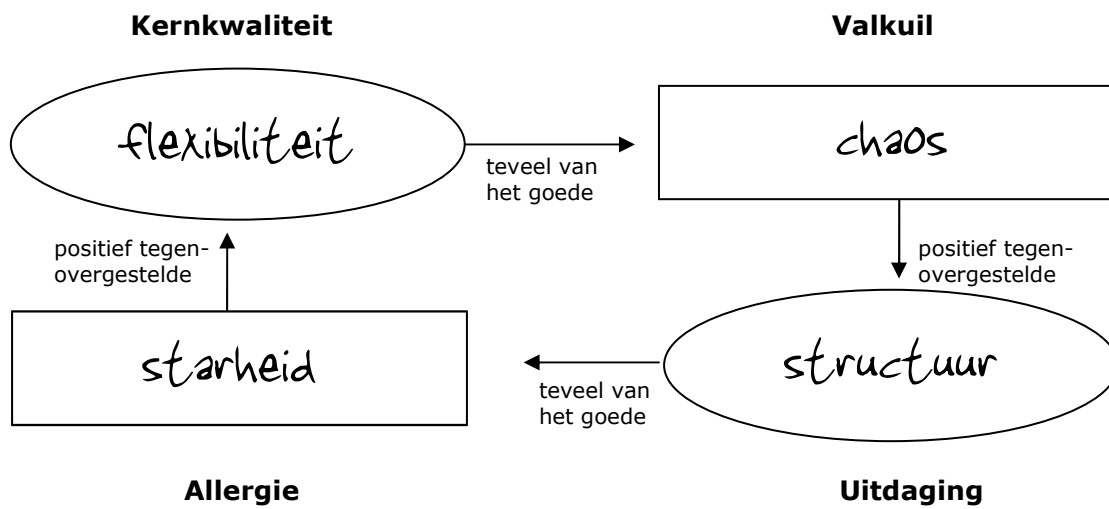 Kernkwaliteit
Valkuil
flexibiliteit
teveel van
het goede
chaos
positief tegen-
overgestelde
positief tegen-
overgestelde
starheid
teveel van
het goede
structuur
Allergie
Uitdaging